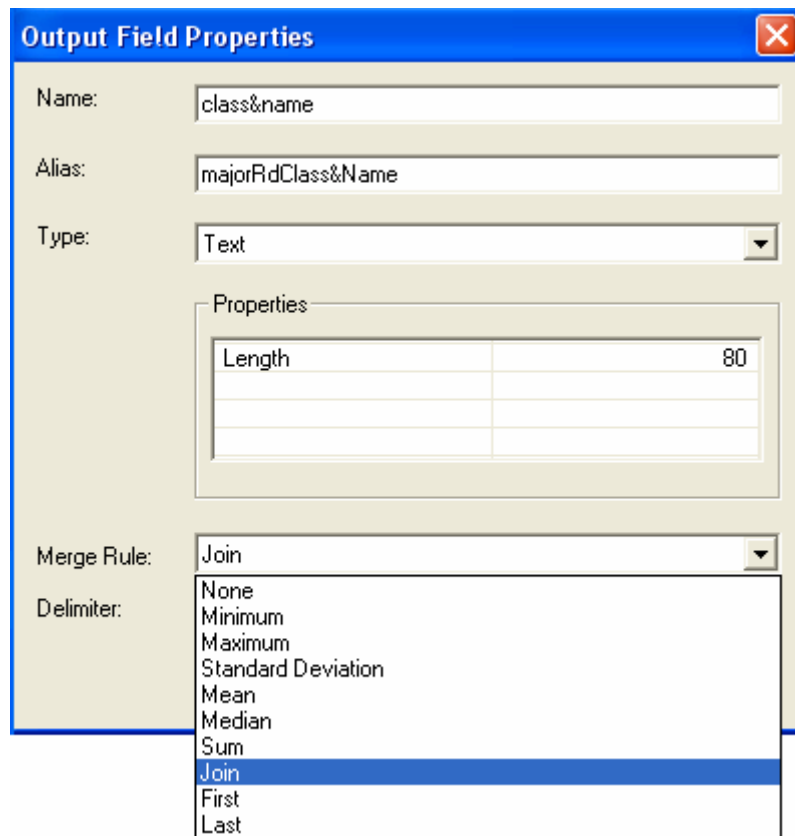 Output Field Properties
Name: class&name
Alias: majorRdClass&Name
Type: Text
Properties
Length 80
Merge Rule: Join
Delimiter:
None
Minimum
Maximum
Standard Deviation
Mean
Median
Sum
Join
First
Last